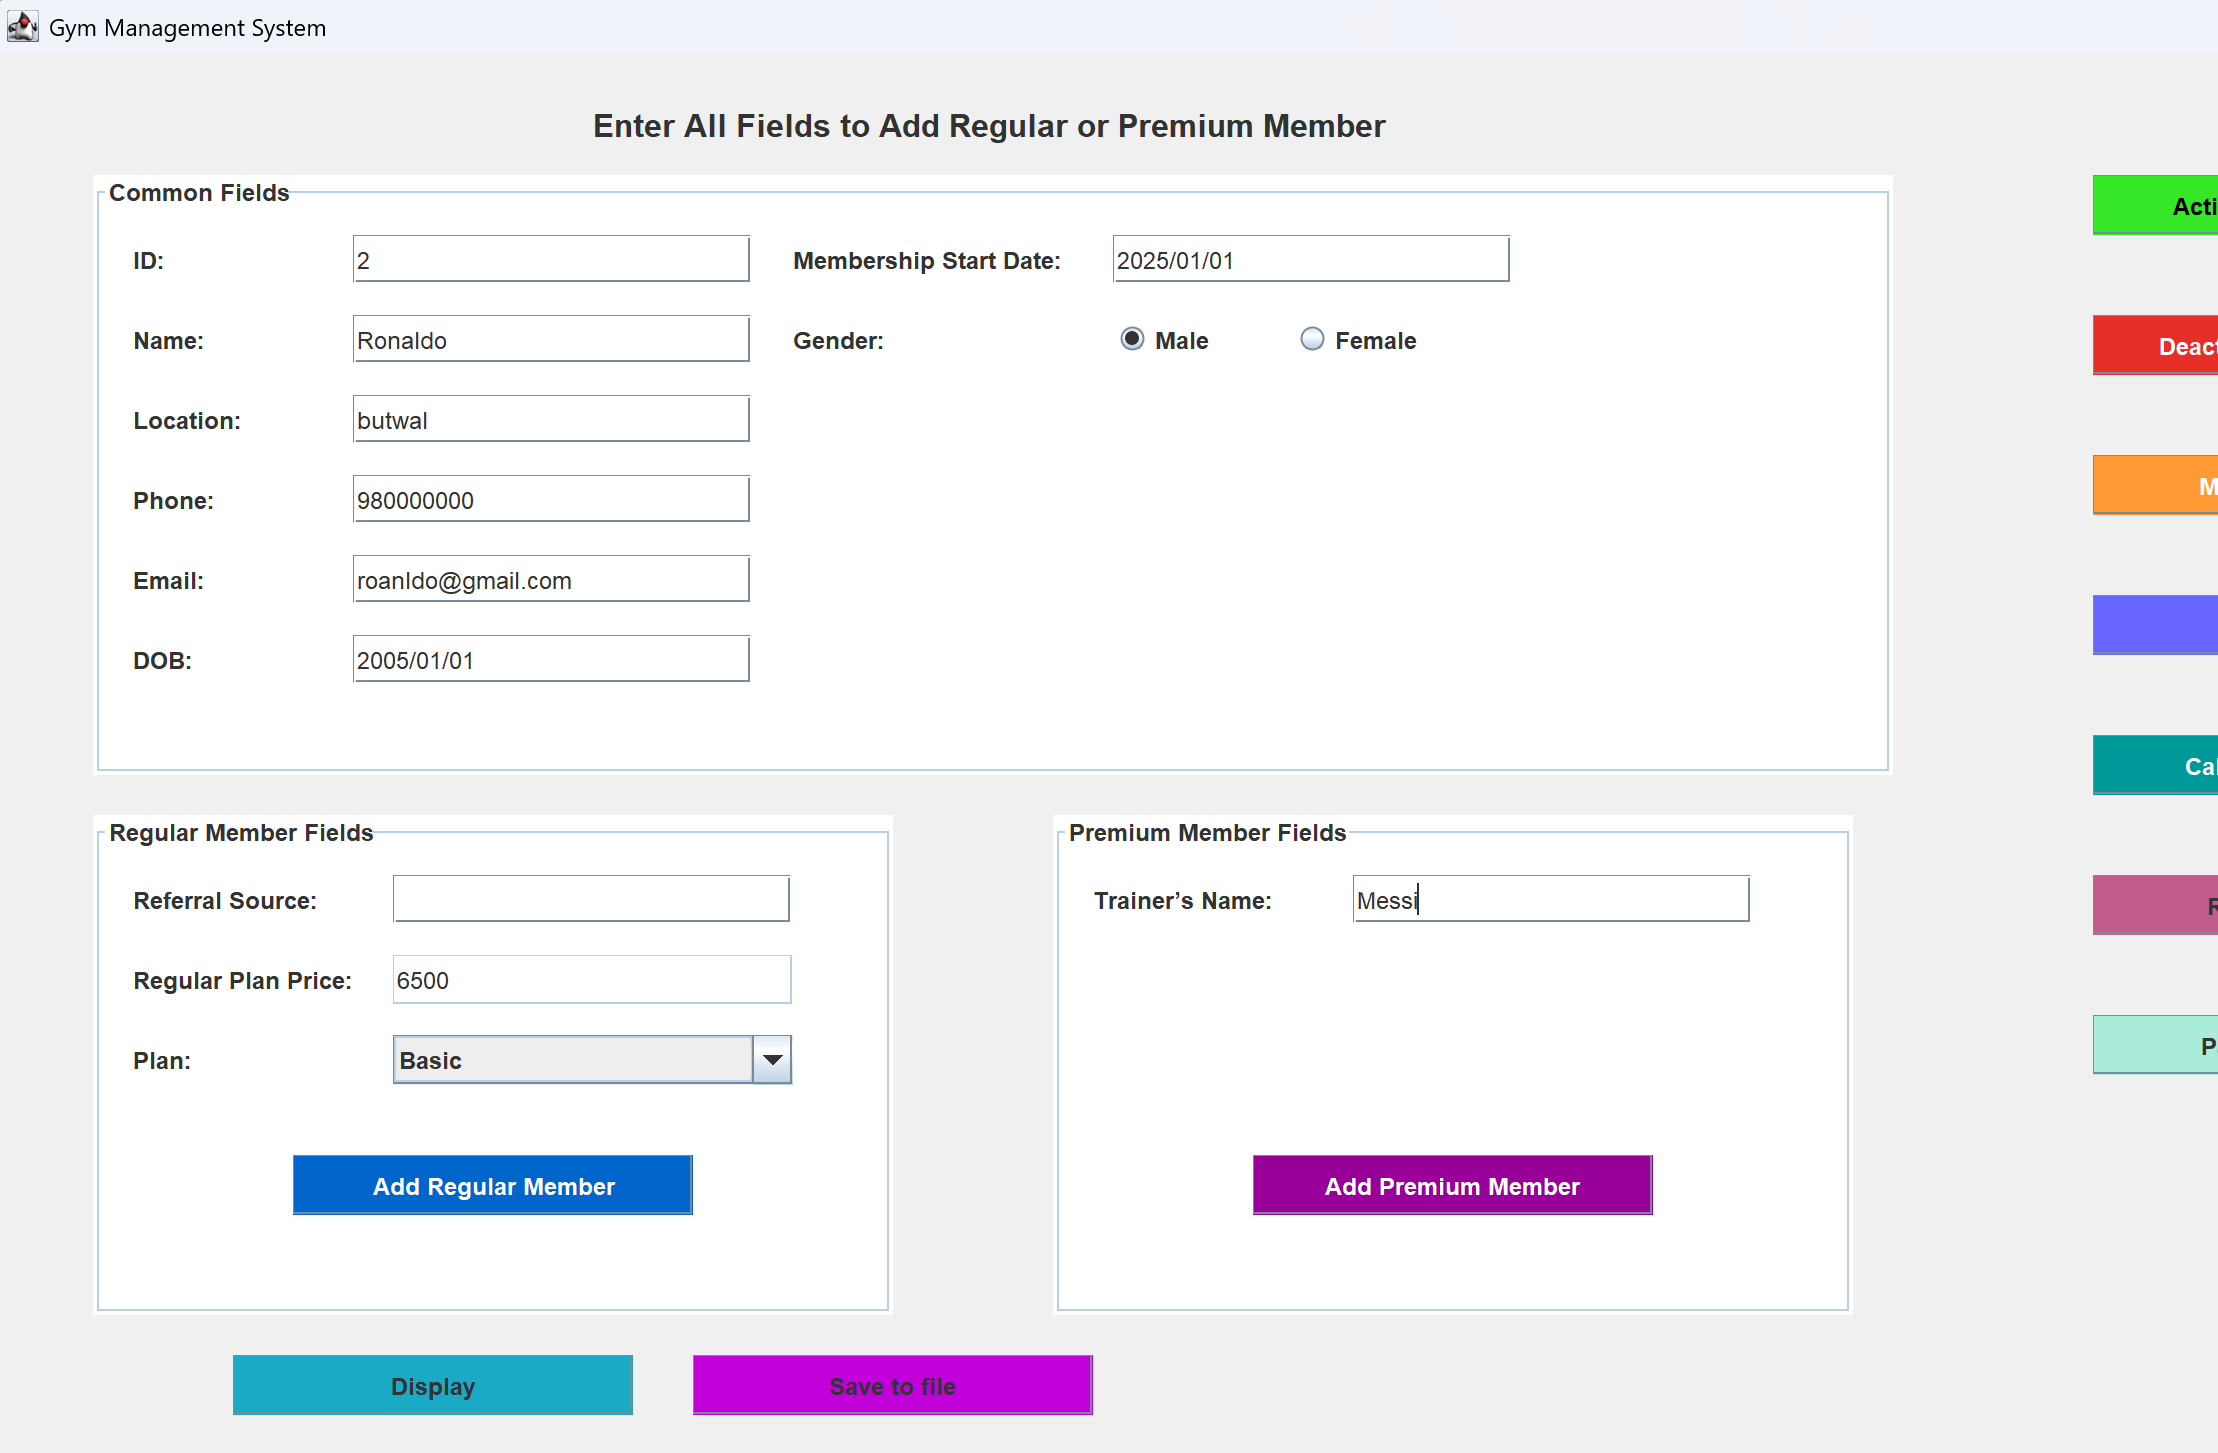 Gym Management System
Enter All Fields to Add Regular or Premium Member
Common Fields
ID: 2 Membership Start Date: 2025/01/01
Name: Ronaldo Gender: Male Female
Location: butwal
Phone: 980000000
Email: roanldo@gmail.com
DOB: 2005/01/01
Regular Member Fields
Referral Source:
Regular Plan Price: 6500
Plan: Basic
Add Regular Member
Premium Member Fields
Trainer’s Name: Messi
Add Premium Member
Display
Save to file
Acti
Deact
M
Cal
R